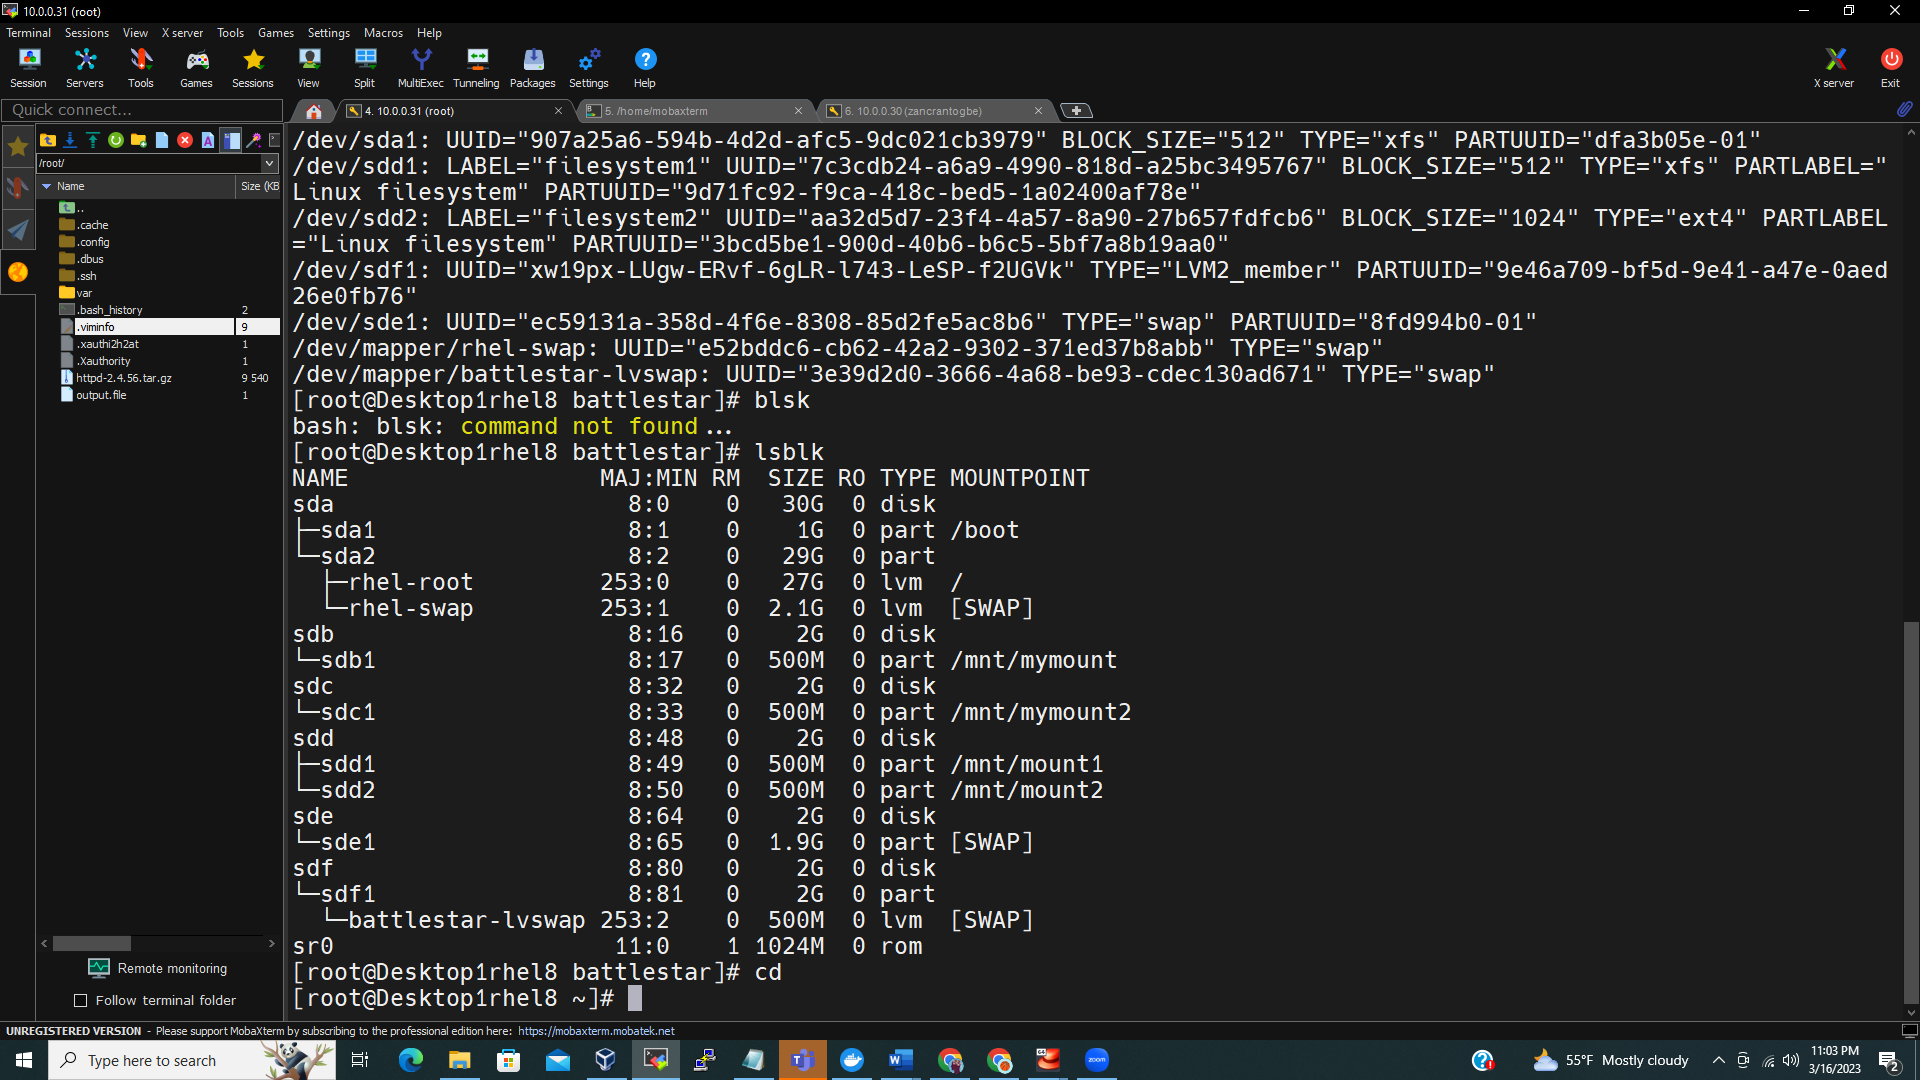 10.0.0.31 (root)
Terminal Sessions View X server Tools Games Settings Macros Help
Session Servers Tools Games Sessions View Split MultiExec Tunneling Packages Settings Help X server Exit
Quick connect...
4. 10.0.0.31 (root) 5. /home/mobaxterm 6. 10.0.0.30 (zancrantogbe)
/root/
Name Size (KB
..
.cache
.config
.dbus
.ssh
var
.bash_history 2
.viminfo 9
.xauthi2h2at 1
.Xauthority 1
httpd-2.4.56.tar.gz 9 540
output.file 1
Remote monitoring
Follow terminal folder
/dev/sda1: UUID="907a25a6-594b-4d2d-afc5-9dc021cb3979" BLOCK_SIZE="512" TYPE="xfs" PARTUUID="dfa3b05e-01"
/dev/sdd1: LABEL="filesystem1" UUID="7c3cdb24-a6a9-4990-818d-a25bc3495767" BLOCK_SIZE="512" TYPE="xfs" PARTLABEL="
Linux filesystem" PARTUUID="9d71fc92-f9ca-418c-bed5-1a02400af78e"
/dev/sdd2: LABEL="filesystem2" UUID="aa32d5d7-23f4-4a57-8a90-27b657fdfcb6" BLOCK_SIZE="1024" TYPE="ext4" PARTLABEL
="Linux filesystem" PARTUUID="3bcd5be1-900d-40b6-b6c5-5bf7a8b19aa0"
/dev/sdf1: UUID="xw19px-LUgw-ERvf-6gLR-l743-LeSP-f2UGVk" TYPE="LVM2_member" PARTUUID="9e46a709-bf5d-9e41-a47e-0aed
26e0fb76"
/dev/sde1: UUID="ec59131a-358d-4f6e-8308-85d2fe5ac8b6" TYPE="swap" PARTUUID="8fd994b0-01"
/dev/mapper/rhel-swap: UUID="e52bddc6-cb62-42a2-9302-371ed37b8abb" TYPE="swap"
/dev/mapper/battlestar-lvswap: UUID="3e39d2d0-3666-4a68-be93-cdec130ad671" TYPE="swap"
[root@Desktop1rhel8 battlestar]# blsk
bash: blsk: command not found...
[root@Desktop1rhel8 battlestar]# lsblk
NAME MAJ:MIN RM SIZE RO TYPE MOUNTPOINT
sda 8:0 0 30G 0 disk
├─sda1 8:1 0 1G 0 part /boot
└─sda2 8:2 0 29G 0 part
├─rhel-root 253:0 0 27G 0 lvm /
└─rhel-swap 253:1 0 2.1G 0 lvm [SWAP]
sdb 8:16 0 2G 0 disk
└─sdb1 8:17 0 500M 0 part /mnt/mymount
sdc 8:32 0 2G 0 disk
└─sdc1 8:33 0 500M 0 part /mnt/mymount2
sdd 8:48 0 2G 0 disk
├─sdd1 8:49 0 500M 0 part /mnt/mount1
└─sdd2 8:50 0 500M 0 part /mnt/mount2
sde 8:64 0 2G 0 disk
└─sde1 8:65 0 1.9G 0 part [SWAP]
sdf 8:80 0 2G 0 disk
└─sdf1 8:81 0 2G 0 part
└─battlestar-lvswap 253:2 0 500M 0 lvm [SWAP]
sr0 11:0 1 1024M 0 rom
[root@Desktop1rhel8 battlestar]# cd
[root@Desktop1rhel8 ~]#
UNREGISTERED VERSION - Please support MobaXterm by subscribing to the professional edition here: https://mobaxterm.mobatek.net
Type here to search
55°F Mostly cloudy
11:03 PM
3/16/2023
2